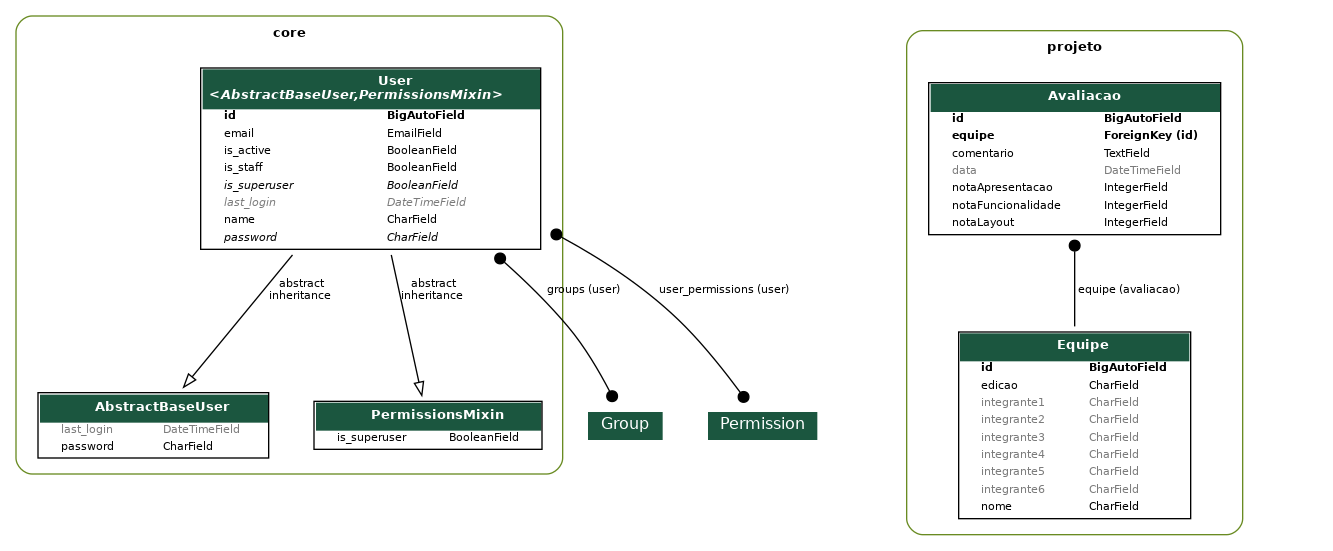 core
User
<AbstractBaseUser,PermissionsMixin>
id BigAutoField
email EmailField
is_active BooleanField
is_staff BooleanField
is_superuser BooleanField
last_login DateTimeField
name CharField
password CharField
abstract
inheritance
abstract
inheritance
groups (user)
user_permissions (user)
AbstractBaseUser
last_login DateTimeField
password CharField
PermissionsMixin
is_superuser BooleanField
Group
Permission
projeto
Avaliacao
id BigAutoField
equipe ForeignKey (id)
comentario TextField
data DateTimeField
notaApresentacao IntegerField
notaFuncionalidade IntegerField
notaLayout IntegerField
equipe (avaliacao)
Equipe
id BigAutoField
edicao CharField
integrante1 CharField
integrante2 CharField
integrante3 CharField
integrante4 CharField
integrante5 CharField
integrante6 CharField
nome CharField